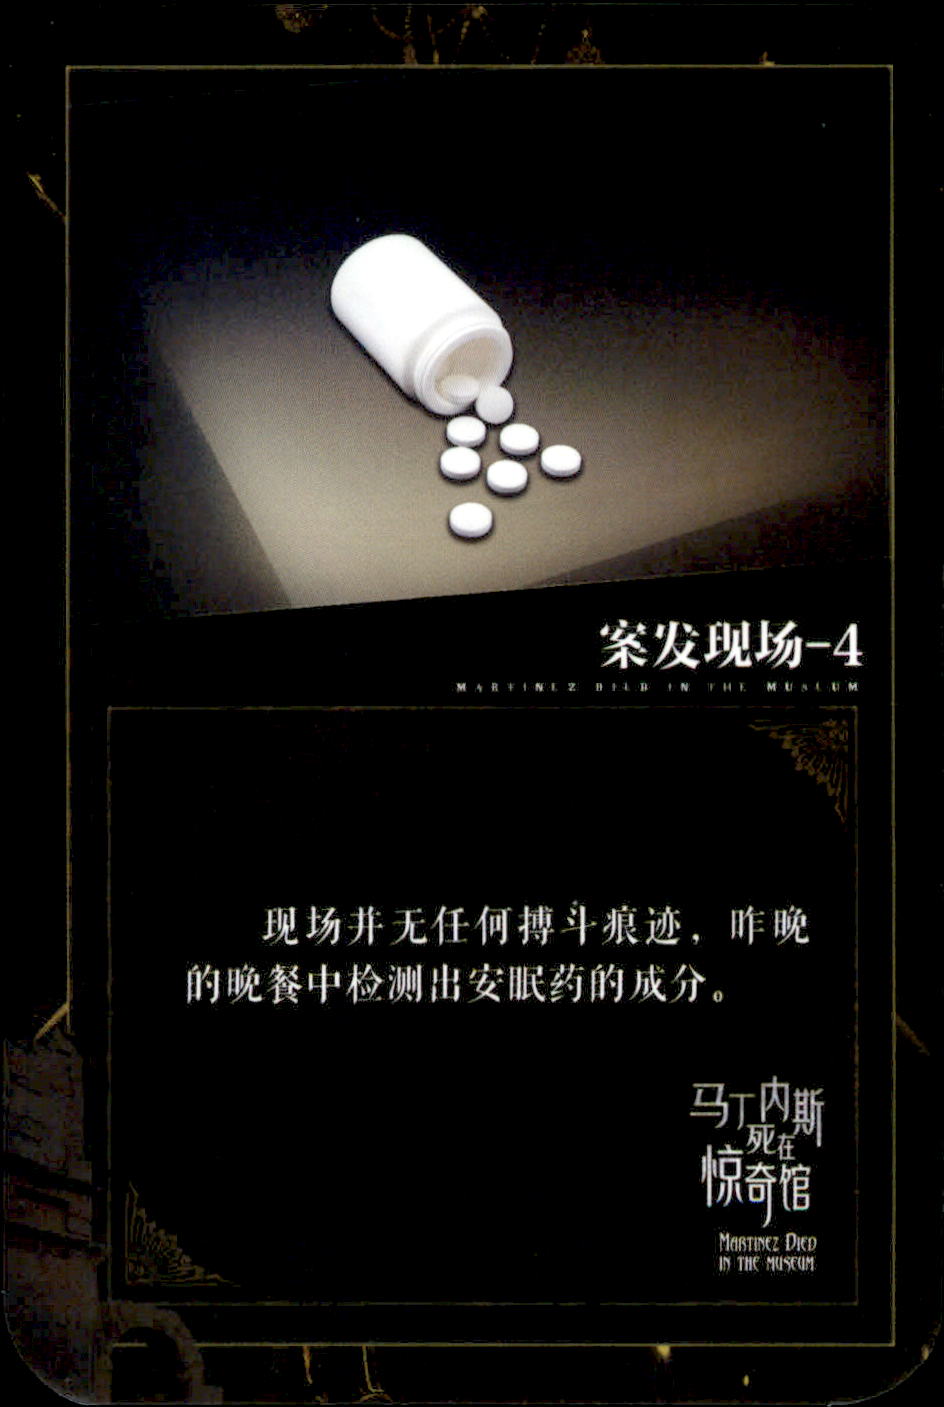 案发现场-4
MARTINEZ DIED IN THE MUSEUM
现场并无任何搏斗痕迹，昨晚
的晚餐中检测出安眠药的成分。
马丁内斯
死在
惊奇馆
MARTINEZ DIED
IN THE MUSEUM